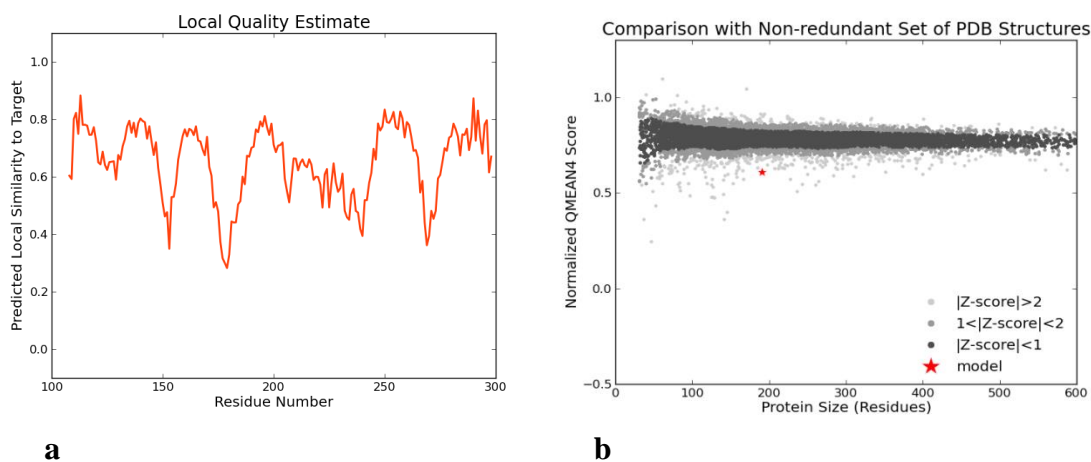 Local Quality Estimate
Predicted Local Similarity to Target
1.0
0.8
0.6
0.4
0.2
0.0
100
150
200
250
300
Residue Number
a
Comparison with Non-redundant Set of PDB Structures
Normalized QMEAN4 Score
1.0
0.5
0.0
−0.5
|Z-score|>2
1<|Z-score|<2
|Z-score|<1
model
0
100
200
300
400
500
600
Protein Size (Residues)
b